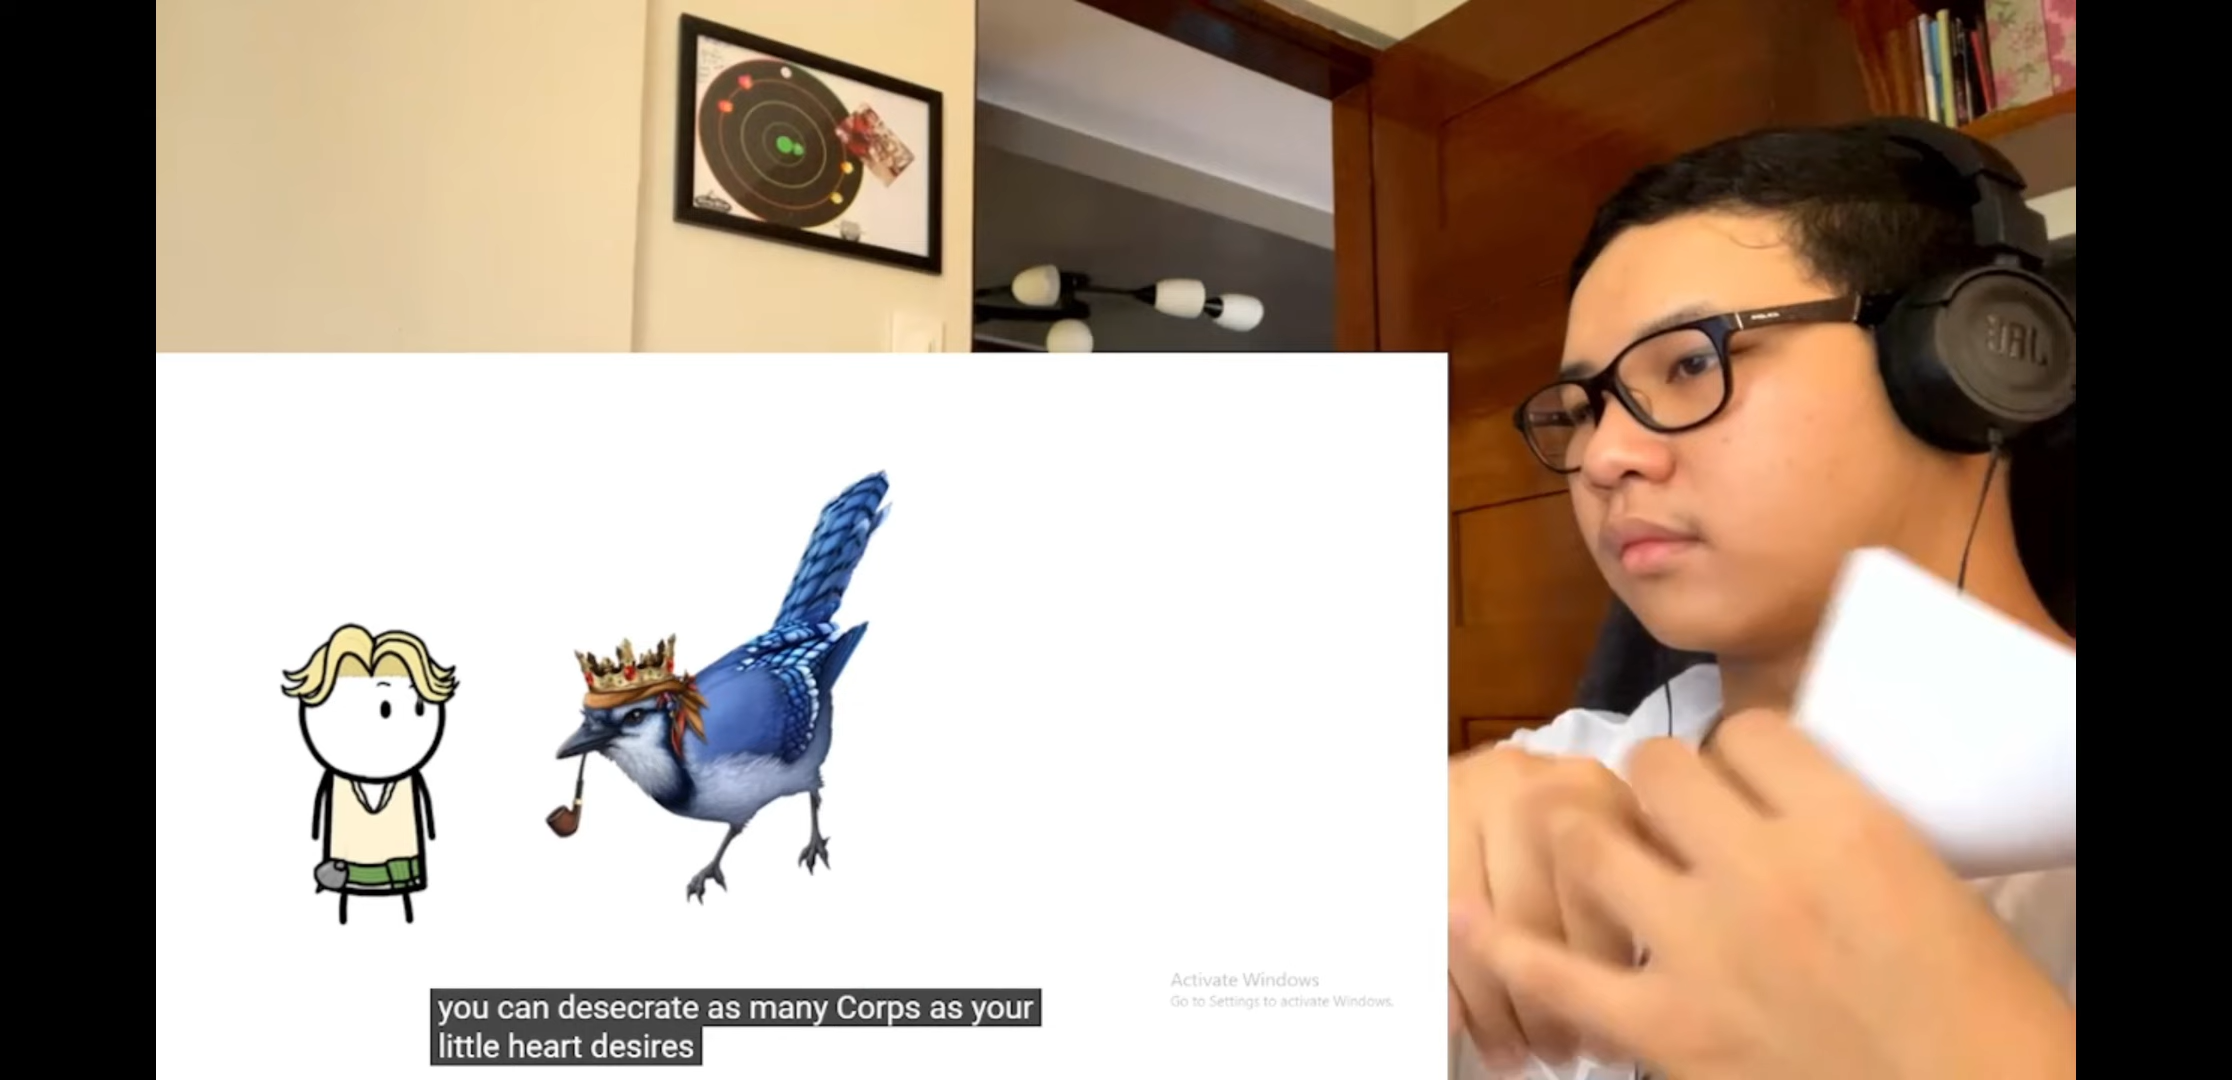 JBL
you can desecrate as many Corps as your
little heart desires
Activate Windows
Go to Settings to activate Windows.